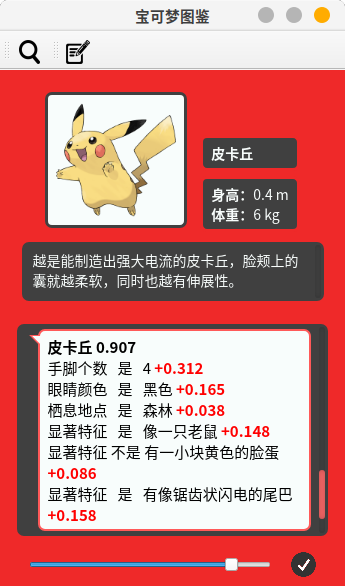 宝可梦图鉴
皮卡丘
身高：0.4 m
体重：6 kg
越是能制造出强大电流的皮卡丘，脸颊上的
囊就越柔软，同时也越有伸展性。
皮卡丘 0.907
手脚个数 是 4 +0.312
眼睛颜色 是 黑色 +0.165
栖息地点 是 森林 +0.038
显著特征 是 像一只老鼠 +0.148
显著特征 不是 有一小块黄色的脸蛋
+0.086
显著特征 是 有像锯齿状闪电的尾巴
+0.158